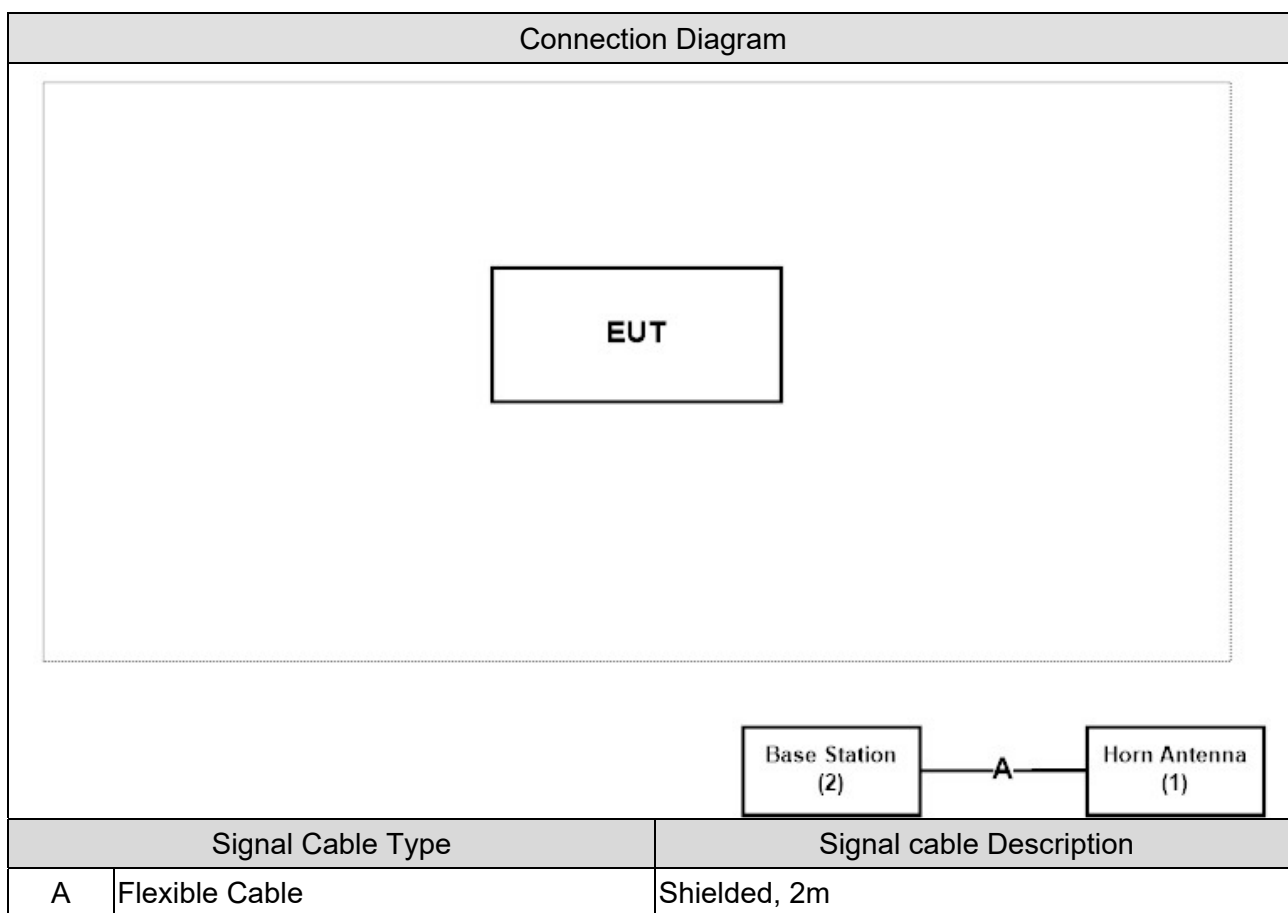 Connection Diagram
EUT
Base Station
(2)
A
Horn Antenna
(1)
Signal Cable Type Signal cable Description
A Flexible Cable Shielded, 2m